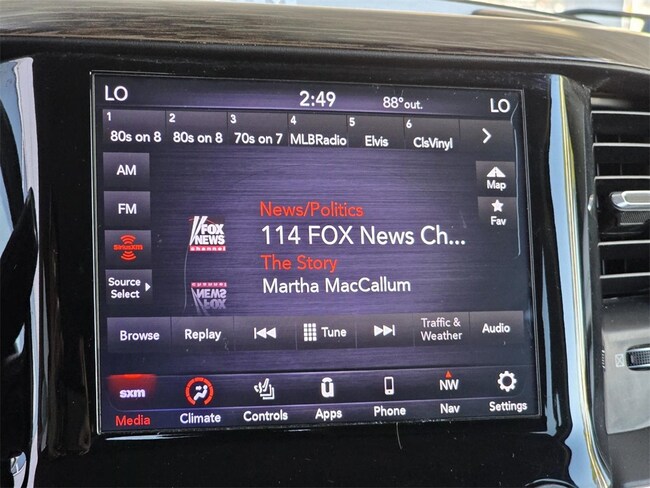 LO
2:49
88° out.
LO
1
80s on 8
2
80s on 8
3
70s on 7
4
MLBRadio
5
Elvis
6
ClsVinyl
AM
Map
FM
Fav
SiriusXM
Source
Select
FOX
NEWS
channel
News/Politics
114 FOX News Ch...
The Story
Martha MacCallum
Browse
Replay
Tune
Traffic &
Weather
Audio
sxm
Media
Climate
Controls
Apps
Phone
NW
Nav
Settings